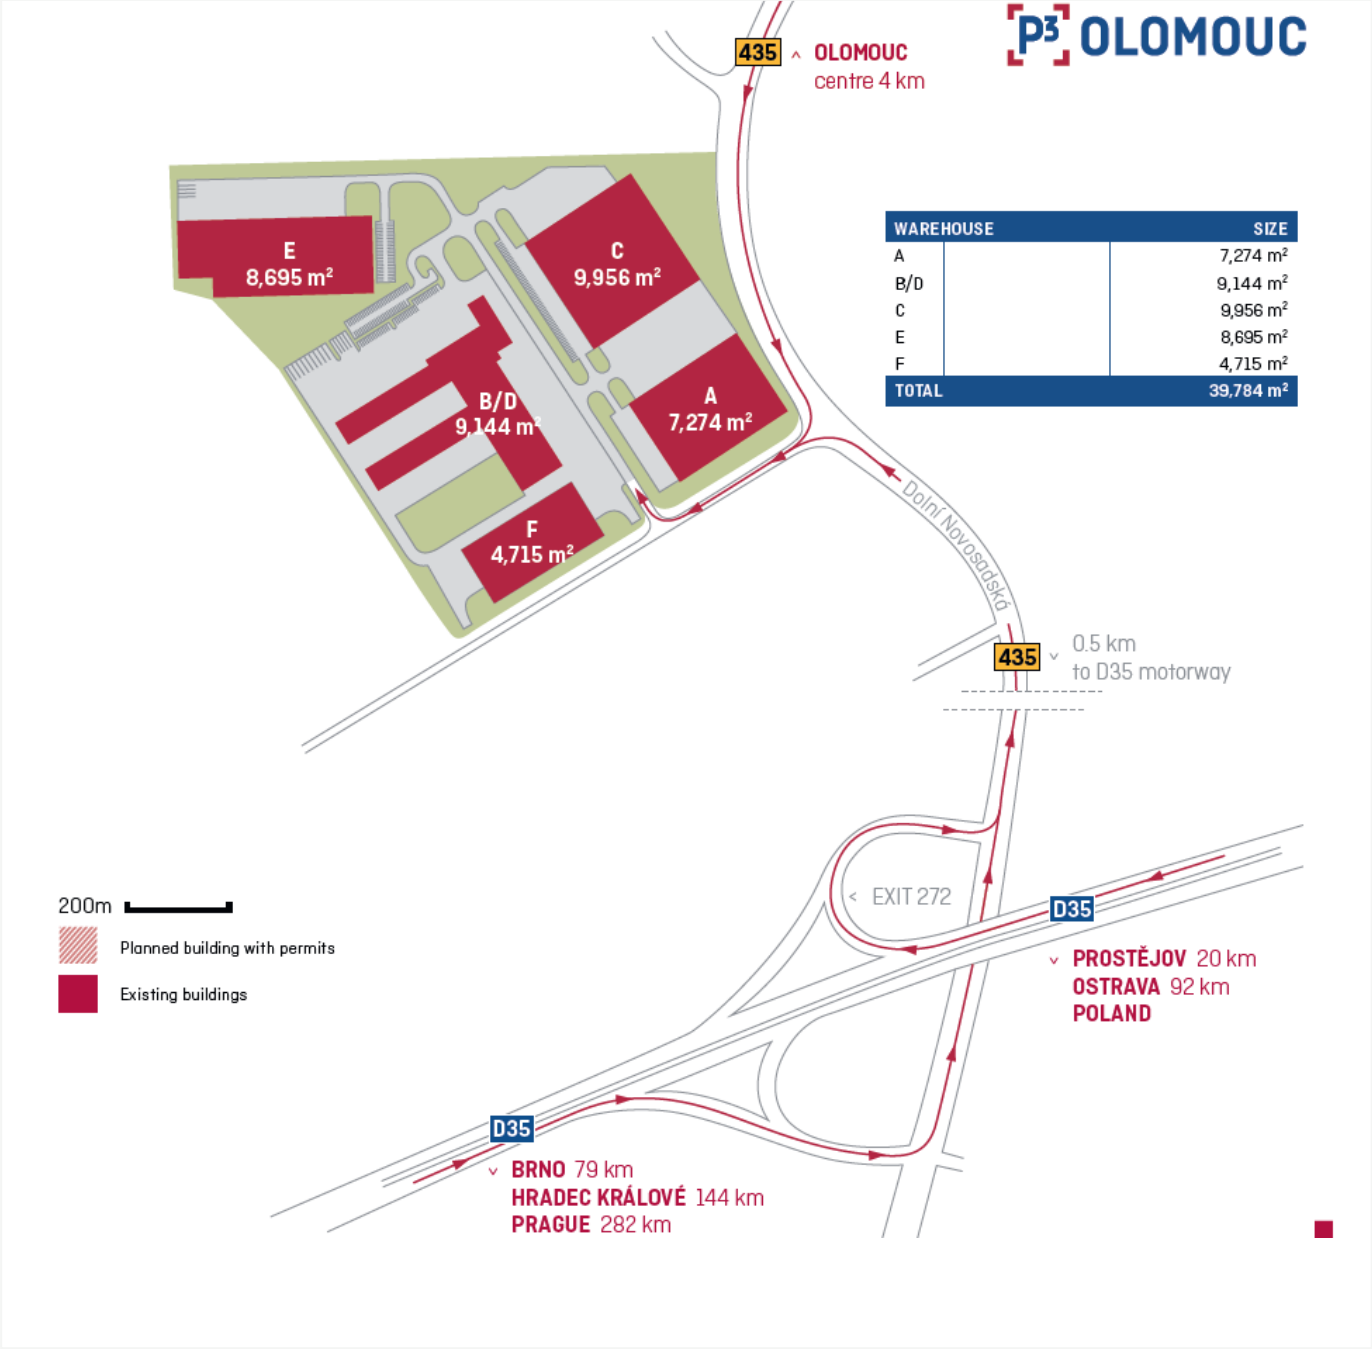 P3 OLOMOUC
435
OLOMOUC
centre 4 km
WAREHOUSE SIZE
A 7,274 m²
B/D 9,144 m²
C 9,956 m²
E 8,695 m²
F 4,715 m²
TOTAL 39,784 m²
E
8,695 m²
C
9,956 m²
B/D
9,144 m²
A
7,274 m²
F
4,715 m²
Dolní Novosadská
435
0.5 km
to D35 motorway
EXIT 272
D35
PROSTĚJOV 20 km
OSTRAVA 92 km
POLAND
200m
Planned building with permits
Existing buildings
D35
BRNO 79 km
HRADEC KRÁLOVÉ 144 km
PRAGUE 282 km